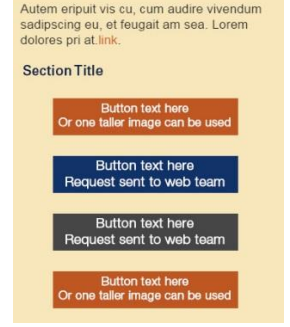 Autem eripuit vis cu, cum audire vivendum
sadipscing eu, et feugait am sea. Lorem
dolores pri at.link.
Section Title
Button text here
Or one taller image can be used
Button text here
Request sent to web team
Button text here
Request sent to web team
Button text here
Or one taller image can be used